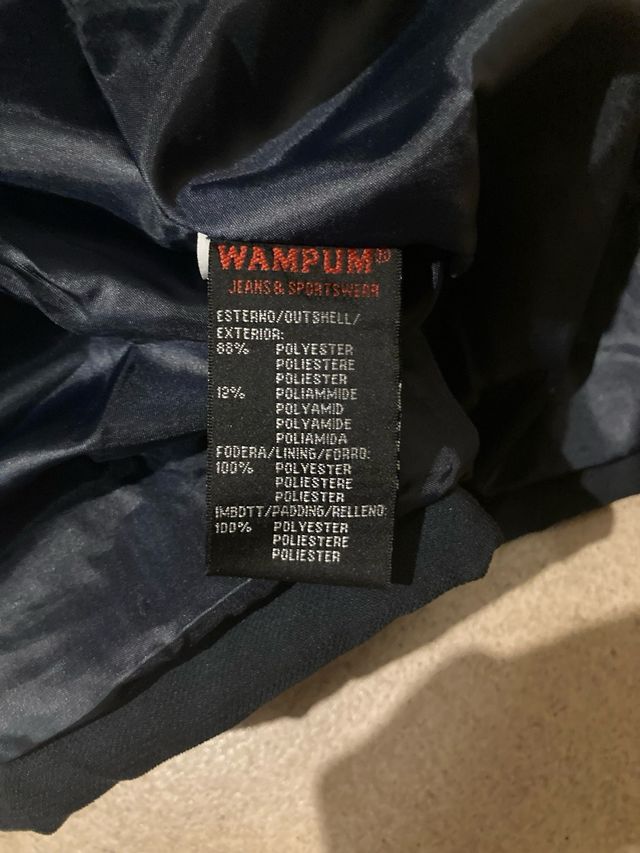 WAMPUM®
JEANS & SPORTSWEAR
ESTERNO/OUTSHELL/
EXTERIOR:
88% POLYESTER
POLIESTERE
POLIESTER
12% POLIAMMIDE
POLYAMID
POLYAMIDE
POLIAMIDA
FODERA/LINING/FORRO:
100% POLYESTER
POLIESTERE
POLIESTER
IMBOTT/PADDING/RELLENO:
100% POLYESTER
POLIESTERE
POLIESTER